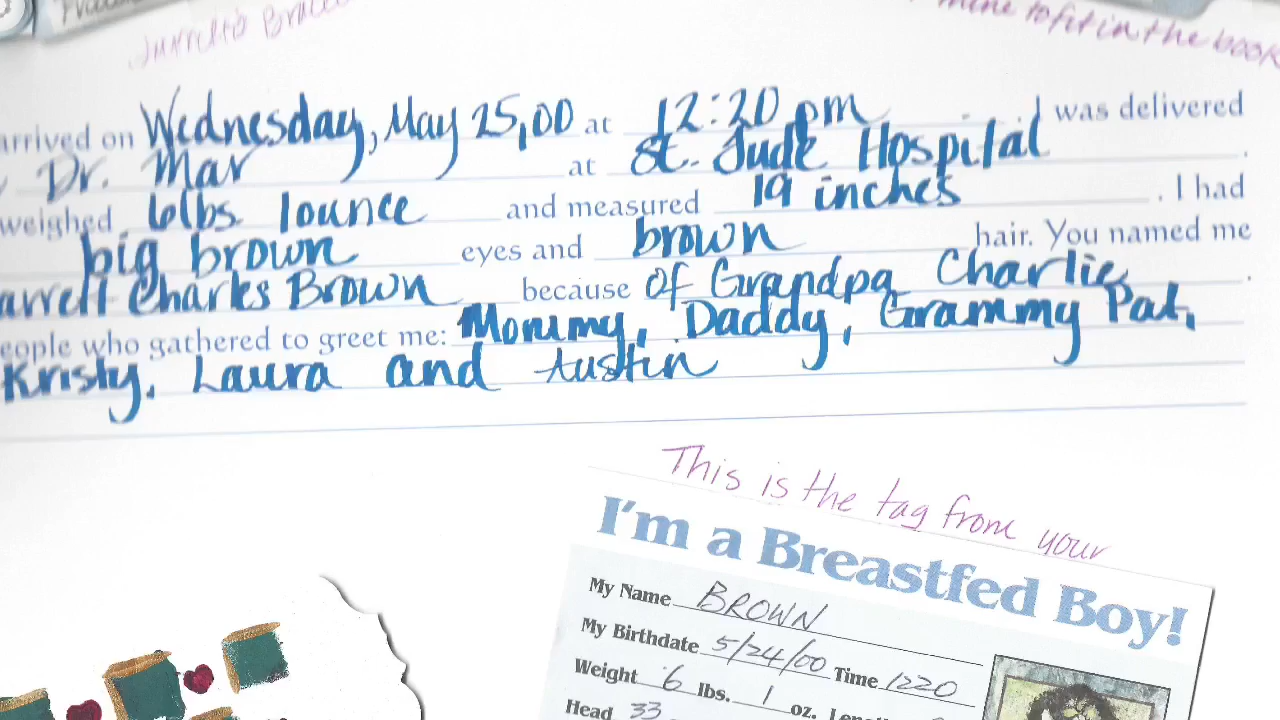 mine to fit in the book
arrived on Wednesday, May 25,00 at 12:20 pm was delivered
Dr. Mar at St. Jude Hospital.
weighed 6lbs 1ounce and measured 19 inches. I had
big brown eyes and brown hair. You named me
arrell Charles Brown because of Grandpa Charlie.
eople who gathered to greet me: Mommy, Daddy, Grammy Pat,
Kristy, Laura and Austin
This is the tag from your
I'm a Breastfed Boy!
My Name BROWN
My Birthdate 5/24/00 Time 1220
Weight 6 lbs. 1 oz.
Head 33